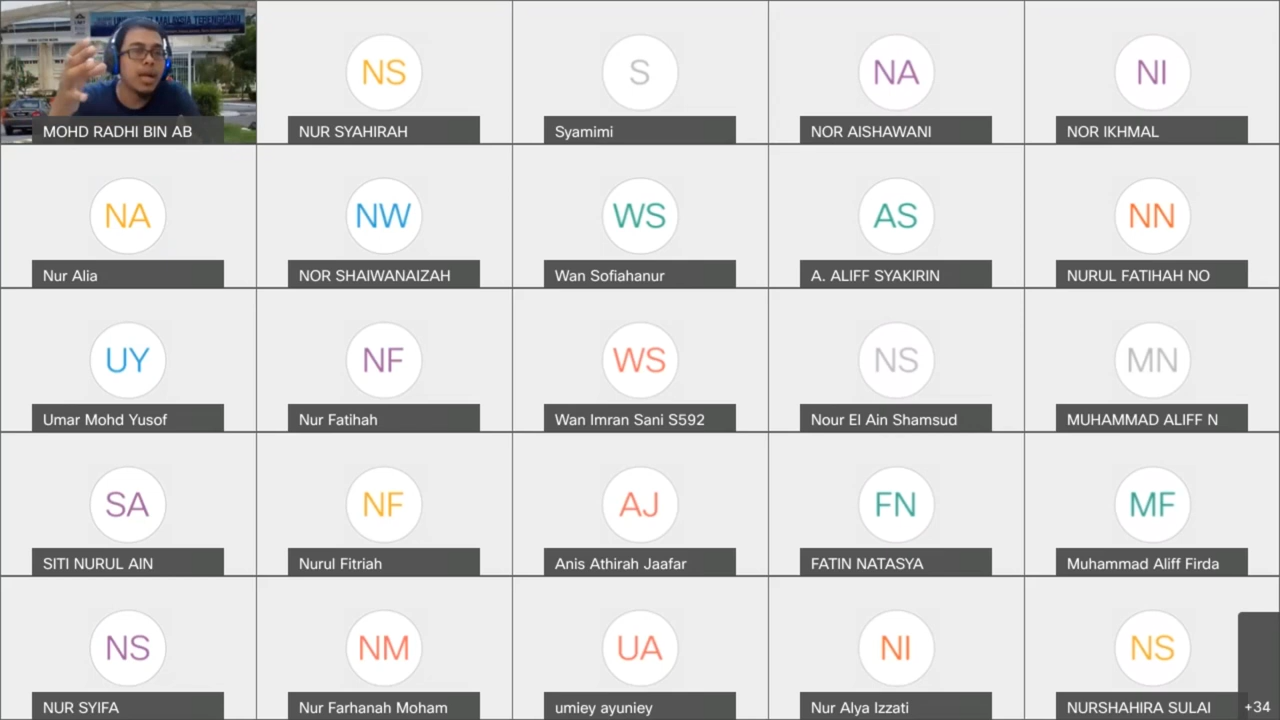 MALAYSIA TERENGGANU
MOHD RADHI BIN AB
NS
NUR SYAHIRAH
S
Syamimi
NA
NOR AISHAWANI
NI
NOR IKHMAL
NA
Nur Alia
NW
NOR SHAIWANAIZAH
WS
Wan Sofiahanur
AS
A. ALIFF SYAKIRIN
NN
NURUL FATIHAH NO
UY
Umar Mohd Yusof
NF
Nur Fatihah
WS
Wan Imran Sani S592
NS
Nour El Ain Shamsud
MN
MUHAMMAD ALIFF N
SA
SITI NURUL AIN
NF
Nurul Fitriah
AJ
Anis Athirah Jaafar
FN
FATIN NATASYA
MF
Muhammad Aliff Firda
NS
NUR SYIFA
NM
Nur Farhanah Moham
UA
umiey ayuniey
NI
Nur Alya Izzati
NS
NURSHAHIRA SULAI
+34